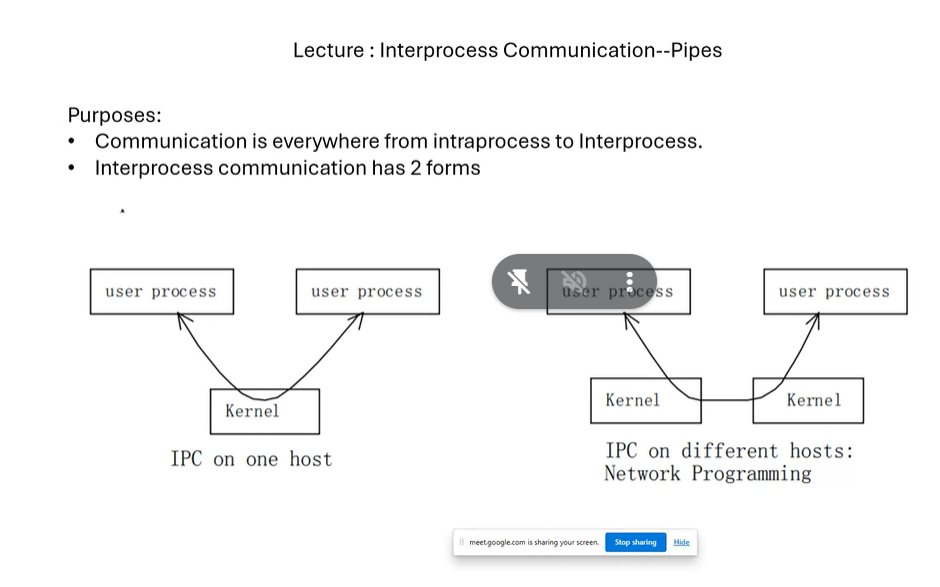 Lecture : Interprocess Communication--Pipes
Purposes:
• Communication is everywhere from intraprocess to Interprocess.
• Interprocess communication has 2 forms
user process
user process
user process
user process
Kernel
Kernel
Kernel
IPC on one host
IPC on different hosts:
Network Programming
meet.google.com is sharing your screen.
Stop sharing
Hide